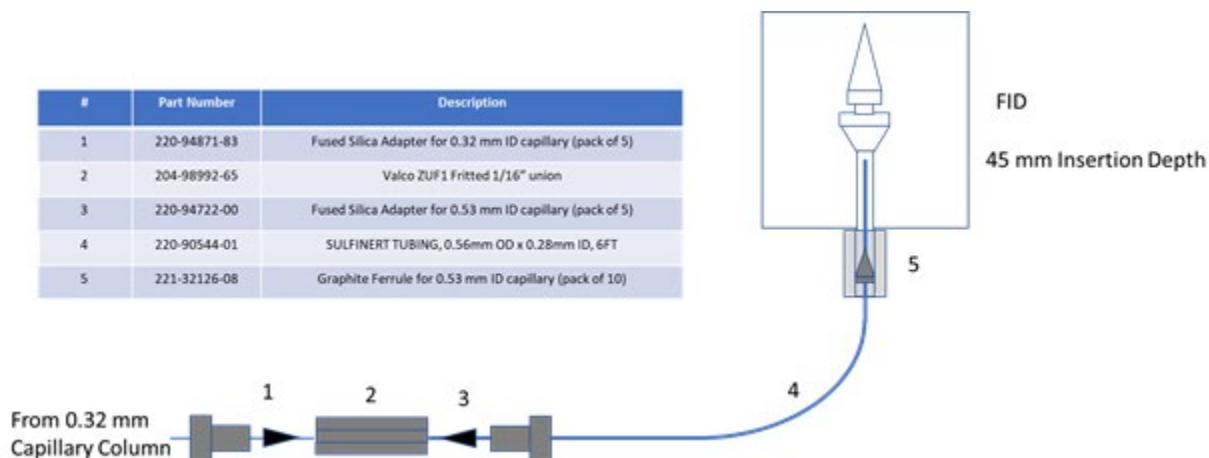 # Part Number Description
1 220-94871-83 Fused Silica Adapter for 0.32 mm ID capillary (pack of 5)
2 204-98992-65 Valco ZUF1 Fritted 1/16" union
3 220-94722-00 Fused Silica Adapter for 0.53 mm ID capillary (pack of 5)
4 220-90544-01 SULFINERT TUBING, 0.56mm OD x 0.28mm ID, 6FT
5 221-32126-08 Graphite Ferrule for 0.53 mm ID capillary (pack of 10)
FID
45 mm Insertion Depth
5
4
1
2
3
From 0.32 mm
Capillary Column